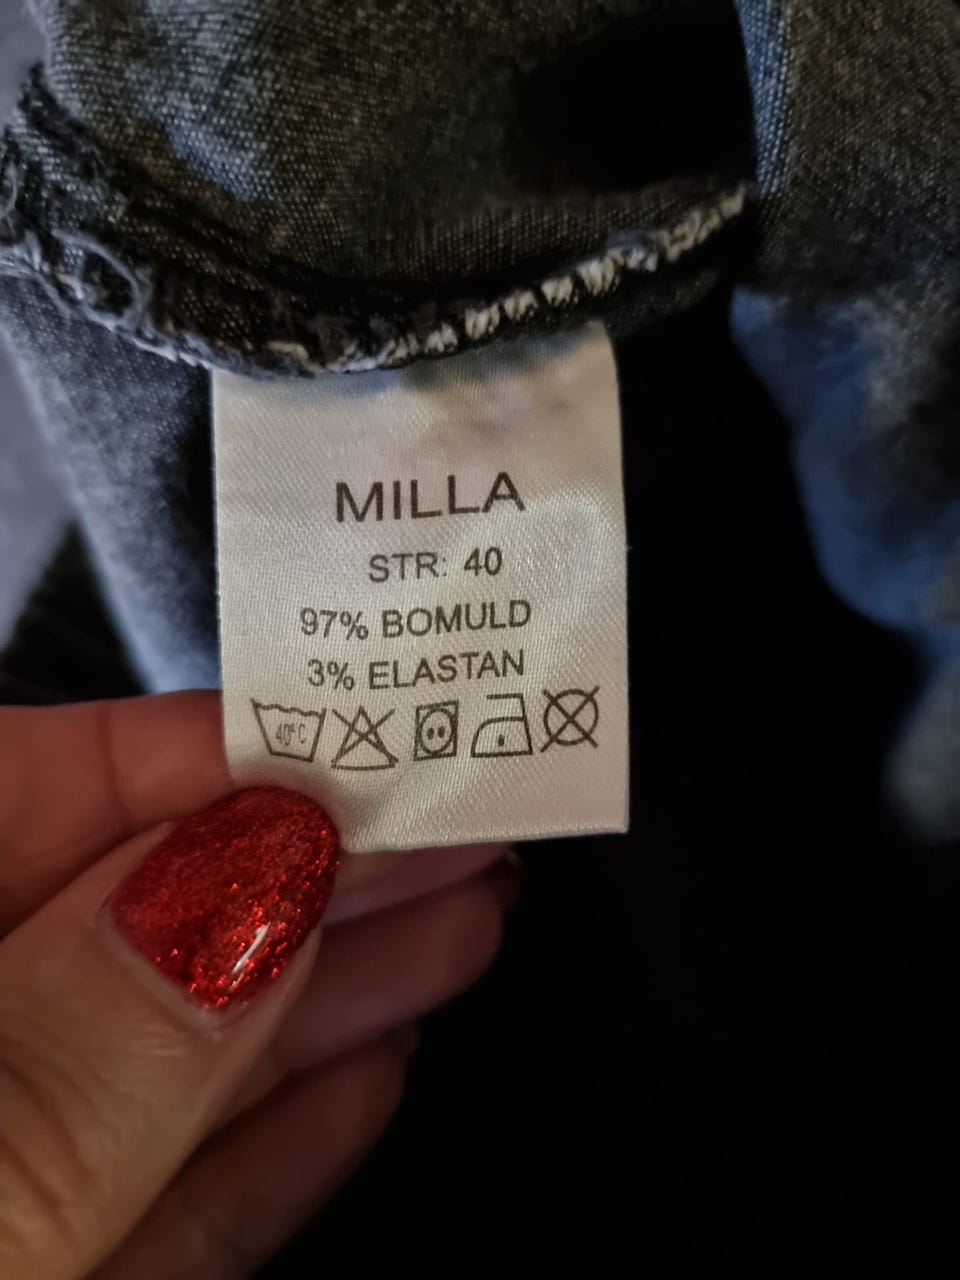 MILLA
STR: 40
97% BOMULD
3% ELASTAN
40°C